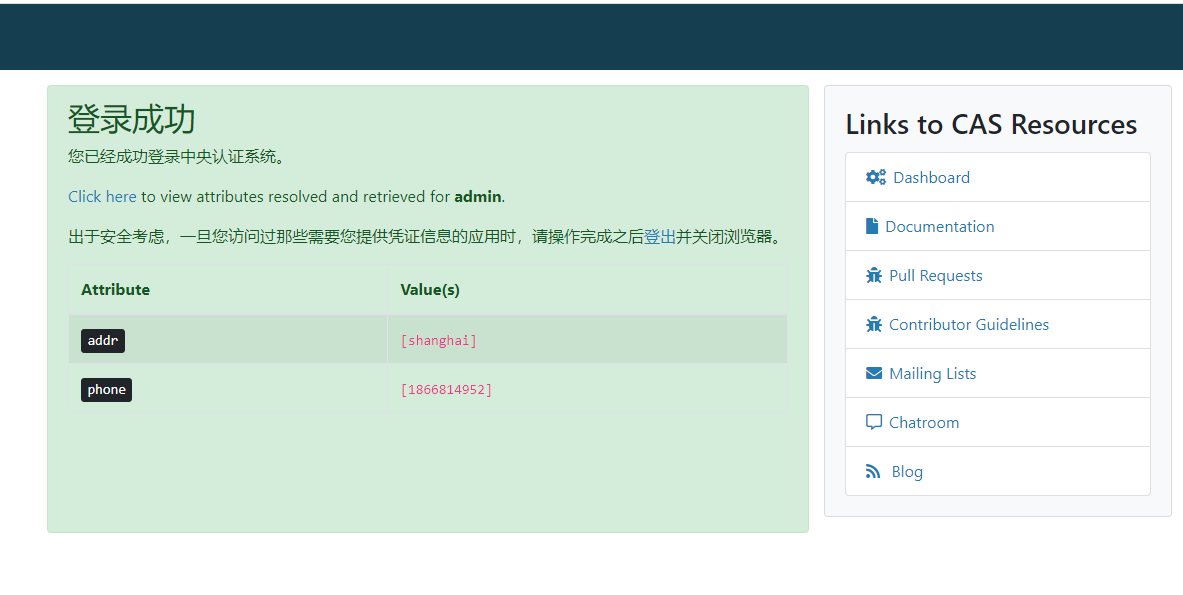 登录成功
您已经成功登录中央认证系统。
Click here to view attributes resolved and retrieved for admin.
出于安全考虑，一旦您访问过那些需要您提供凭证信息的应用时，请操作完成之后登出并关闭浏览器。
Attribute Value(s)
addr [shanghai]
phone [1866814952]
Links to CAS Resources
Dashboard
Documentation
Pull Requests
Contributor Guidelines
Mailing Lists
Chatroom
Blog